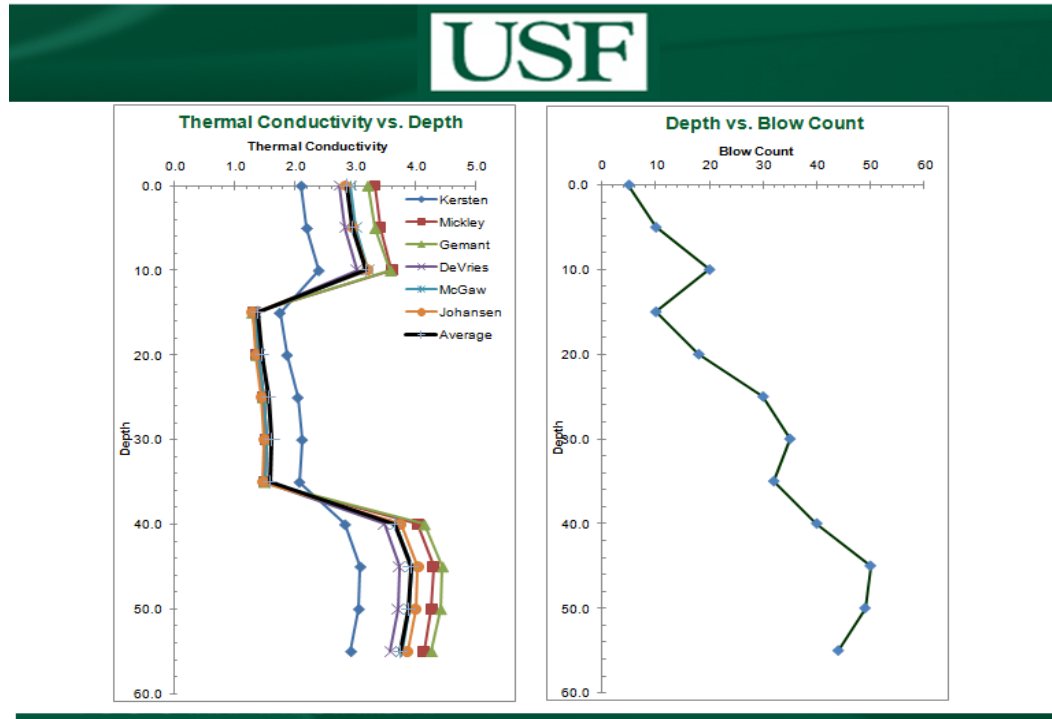 USF
Thermal Conductivity vs. Depth
Thermal Conductivity
0.0 1.0 2.0 3.0 4.0 5.0
0.0
10.0
20.0
30.0
40.0
50.0
60.0
Depth
Kersten
Mickley
Gemant
DeVries
McGaw
Johansen
Average
Depth vs. Blow Count
Blow Count
0 10 20 30 40 50 60
0.0
10.0
20.0
30.0
40.0
50.0
60.0
Depth